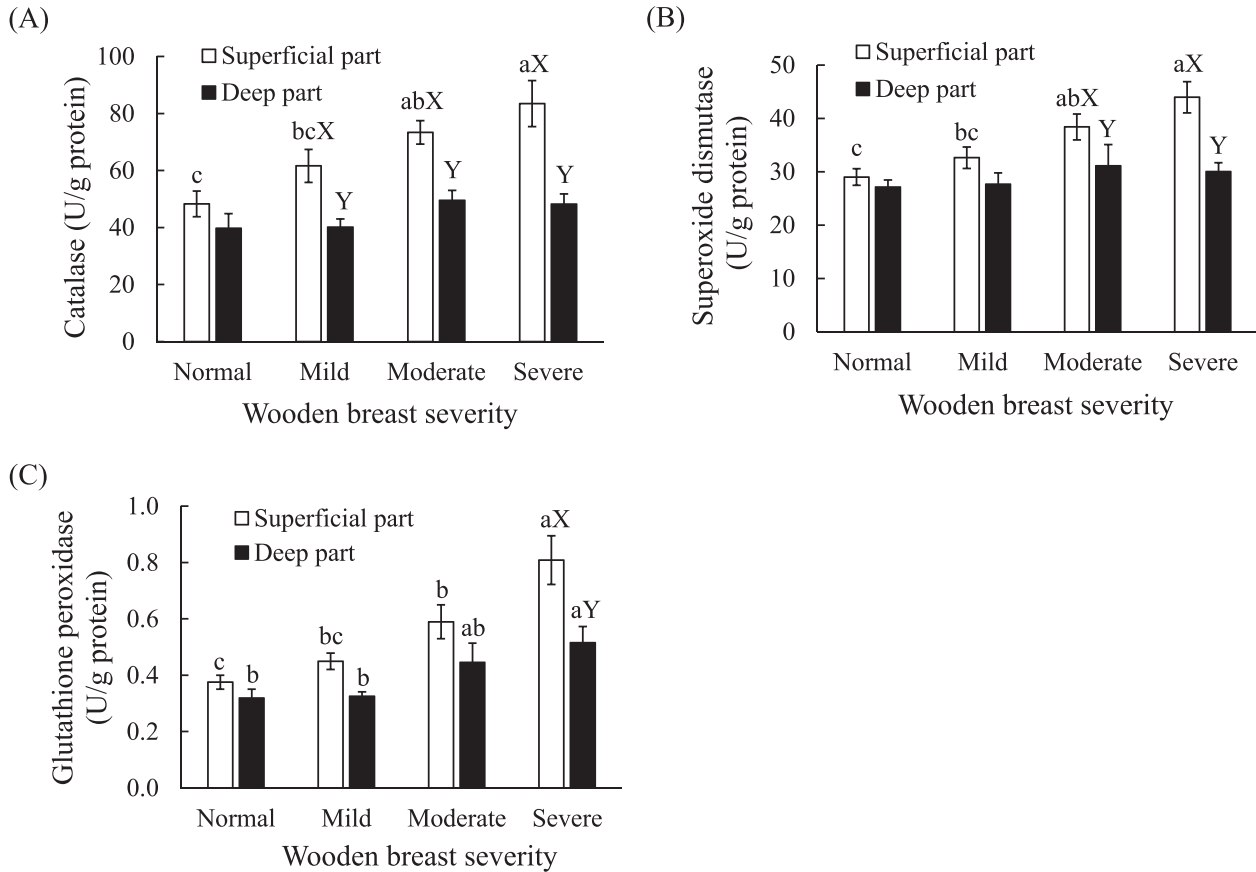 (A)
Catalase (U/g protein)
100
80
60
40
20
0
Superficial part
Deep part
c
bcX
Y
abX
Y
aX
Y
Normal Mild Moderate Severe
Wooden breast severity
(B)
Superoxide dismutase
(U/g protein)
50
40
30
20
10
0
Superficial part
Deep part
c
bc
abX
Y
aX
Y
Normal Mild Moderate Severe
Wooden breast severity
(C)
Glutathione peroxidase
(U/g protein)
1.0
0.8
0.6
0.4
0.2
0.0
Superficial part
Deep part
c
b
bc
b
b
ab
aX
aY
Normal Mild Moderate Severe
Wooden breast severity